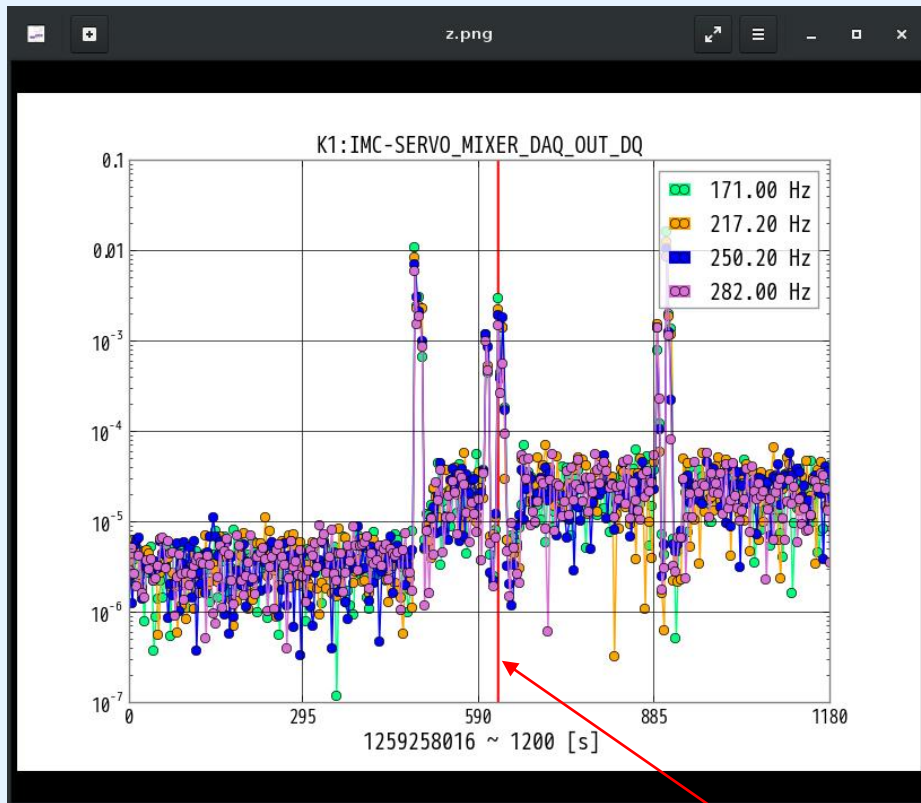 z.png
K1:IMC-SERVO_MIXER_DAQ_OUT_DQ
0.1
0.01
10⁻³
10⁻⁴
10⁻⁵
10⁻⁶
10⁻⁷
171.00 Hz
217.20 Hz
250.20 Hz
282.00 Hz
0 295 590 885 1180
1259258016 ~ 1200 [s]